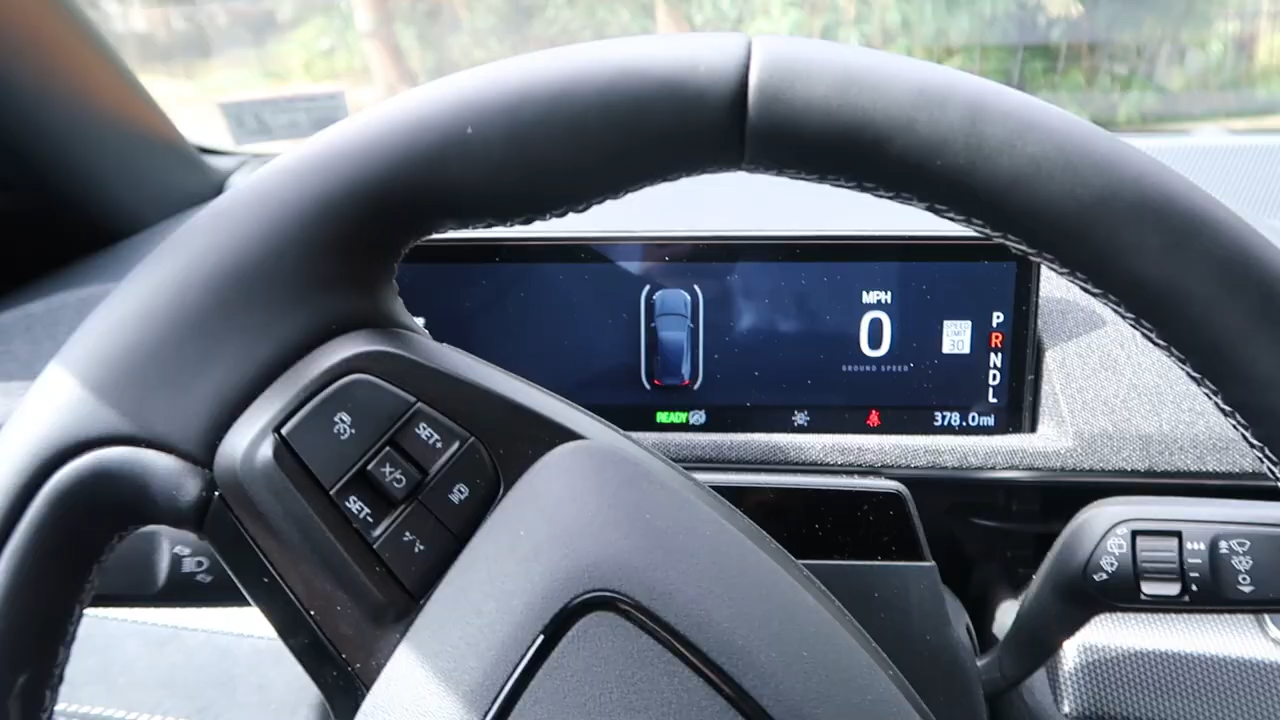 MPH
0
GROUND SPEED
SPEED
LIMIT
30
P
R
N
D
L
READY
378.0mi
SET+
C/X
SET-